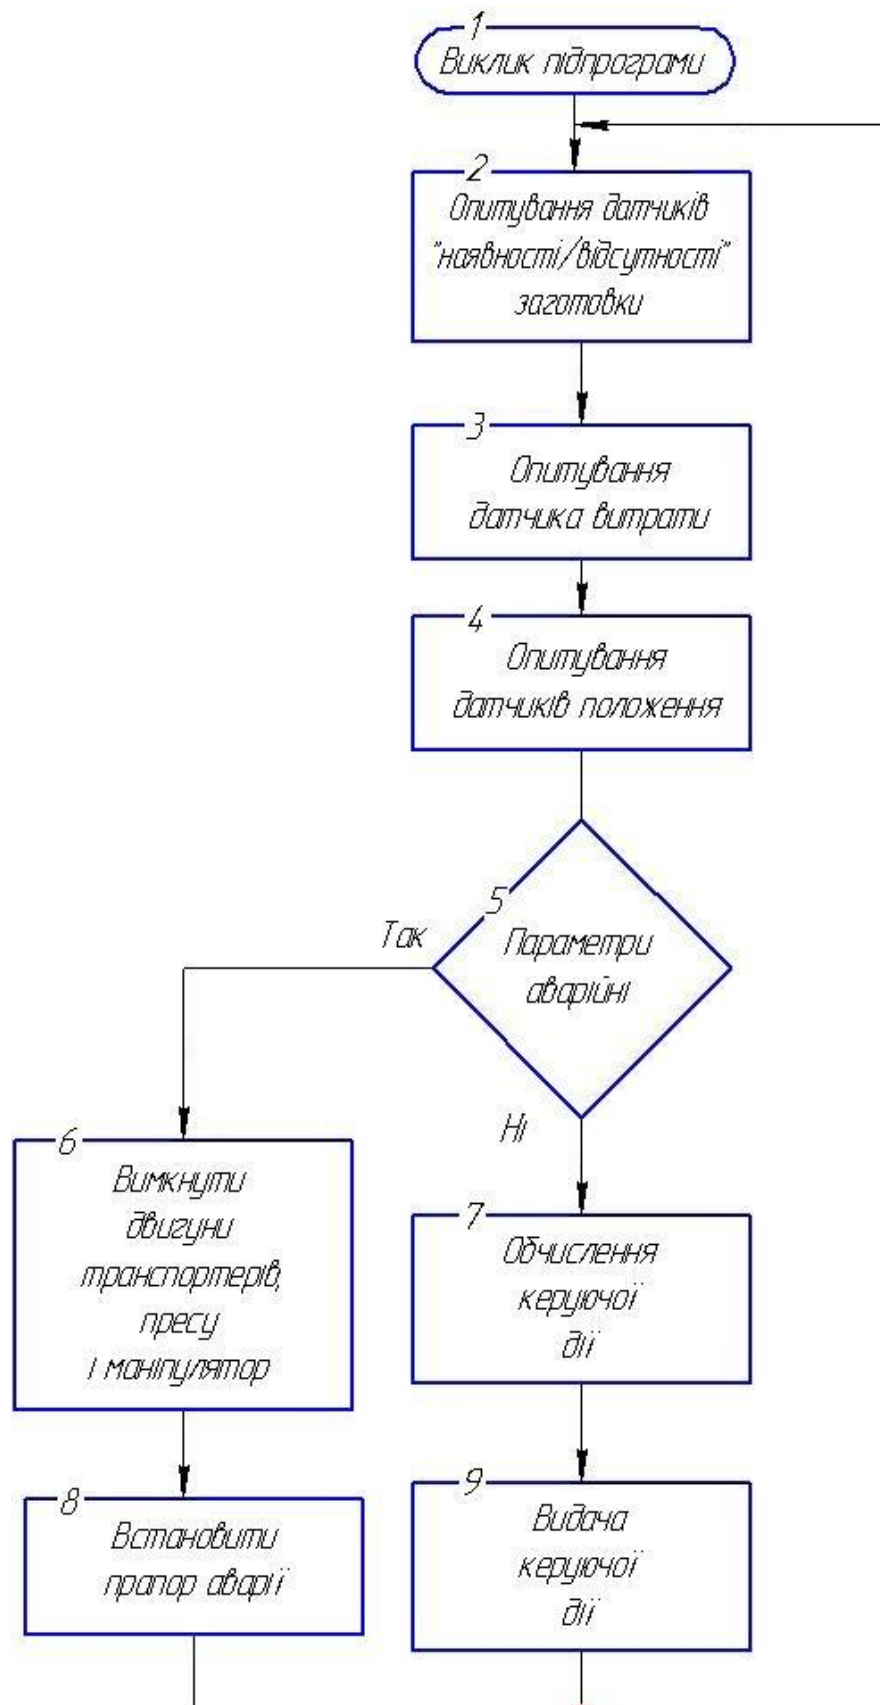 1
Виклик підпрограми
2
Опитування датчиків
"наявності/відсутності"
заготовки
3
Опитування
датчика витрати
4
Опитування
датчиків положення
5
Так
Параметри
аварійні
Ні
6
Вимкнути
двигуни
транспортерів,
пресу
і маніпулятор
7
Обчислення
керуючої
дії
8
Встановити
прапор аварії
9
Видача
керуючої
дії